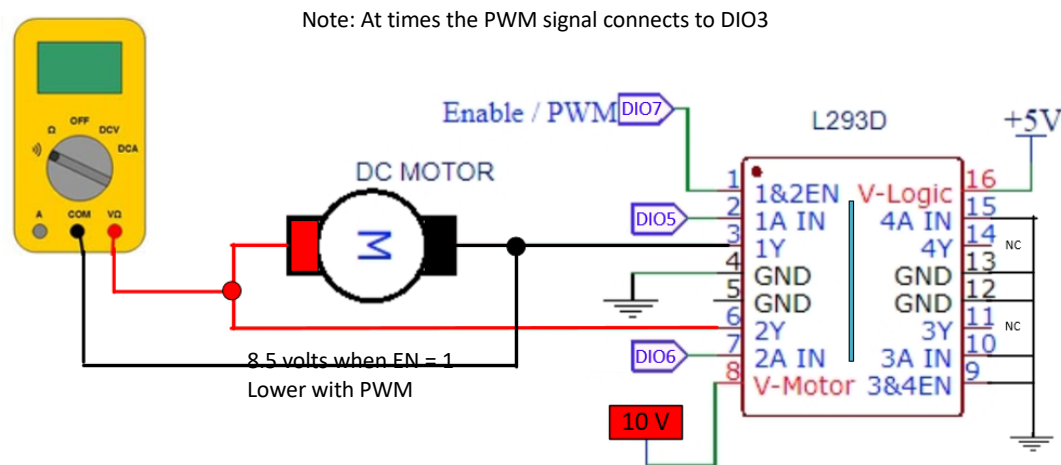 Note: At times the PWM signal connects to DIO3
OFF
Ω
DCV
DCA
A
COM
VΩ
DC MOTOR
M
8.5 volts when EN = 1
Lower with PWM
Enable / PWM
DIO7
DIO5
DIO6
10 V
L293D
+5V
1
1&2EN
V-Logic
16
2
1A IN
4A IN
15
3
1Y
4Y
14
NC
4
GND
GND
13
5
GND
GND
12
6
2Y
3Y
11
NC
7
2A IN
3A IN
10
8
V-Motor
3&4EN
9